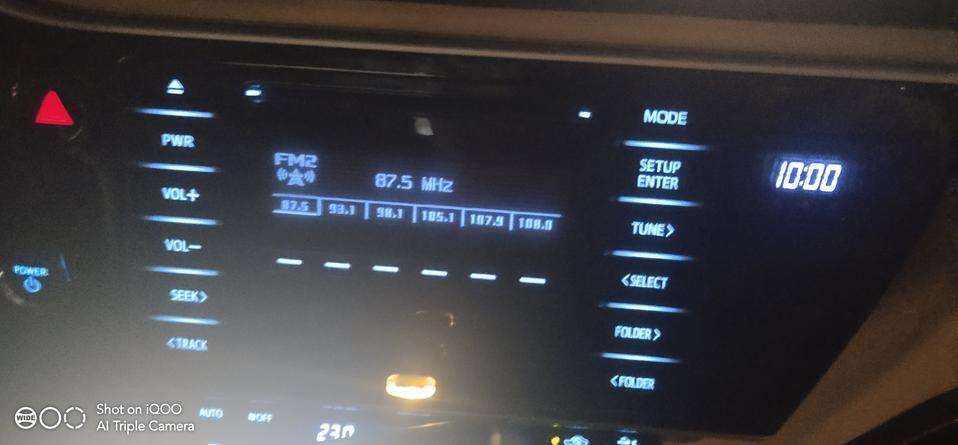 MODE
PWR
FM2
87.5 MHz
SETUP
ENTER
10:00
VOL+
87.5 93.1 98.1 105.1 107.9 108.0
TUNE>
VOL−
POWER
<SELECT
SEEK>
FOLDER>
<TRACK
<FOLDER
AUTO
OFF
23.0
WIDE
Shot on iQOO
AI Triple Camera